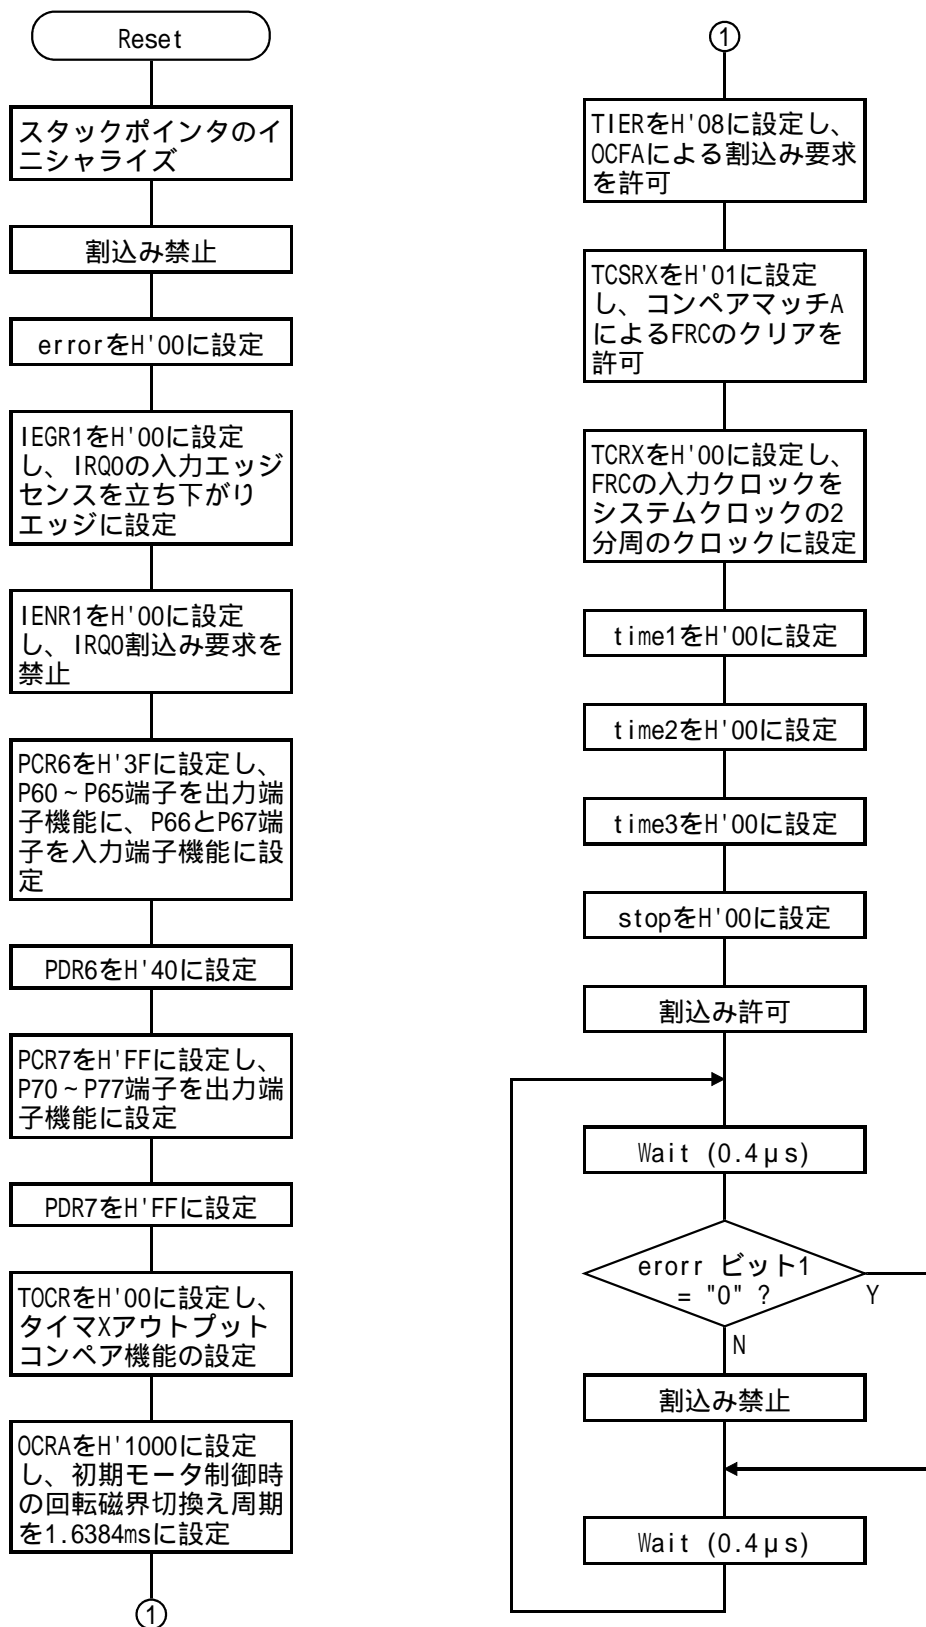 Reset
スタックポインタのイ
ニシャライズ
割込み禁止
errorをH'00に設定
IEGR1をH'00に設定
し、IRQ0の入力エッジ
センスを立ち下がり
エッジに設定
IENR1をH'00に設定
し、IRQ0割込み要求を
禁止
PCR6をH'3Fに設定し、
P60~P65端子を出力端
子機能に、P66とP67端
子を入力端子機能に設
定
PDR6をH'40に設定
PCR7をH'FFに設定し、
P70~P77端子を出力端
子機能に設定
PDR7をH'FFに設定
TOCRをH'00に設定し、
タイマXアウトプット
コンペア機能の設定
OCRAをH'1000に設定
し、初期モータ制御時
の回転磁界切換え周期
を1.6384msに設定
①
①
TIERをH'08に設定し、
OCFAによる割込み要求
を許可
TCSRXをH'01に設定
し、コンペアマッチA
によるFRCのクリアを
許可
TCRXをH'00に設定し、
FRCの入力クロックを
システムクロックの2
分周のクロックに設定
time1をH'00に設定
time2をH'00に設定
time3をH'00に設定
stopをH'00に設定
割込み許可
Wait (0.4μs)
erorr ビット1
= "0" ?
Y
N
割込み禁止
Wait (0.4μs)